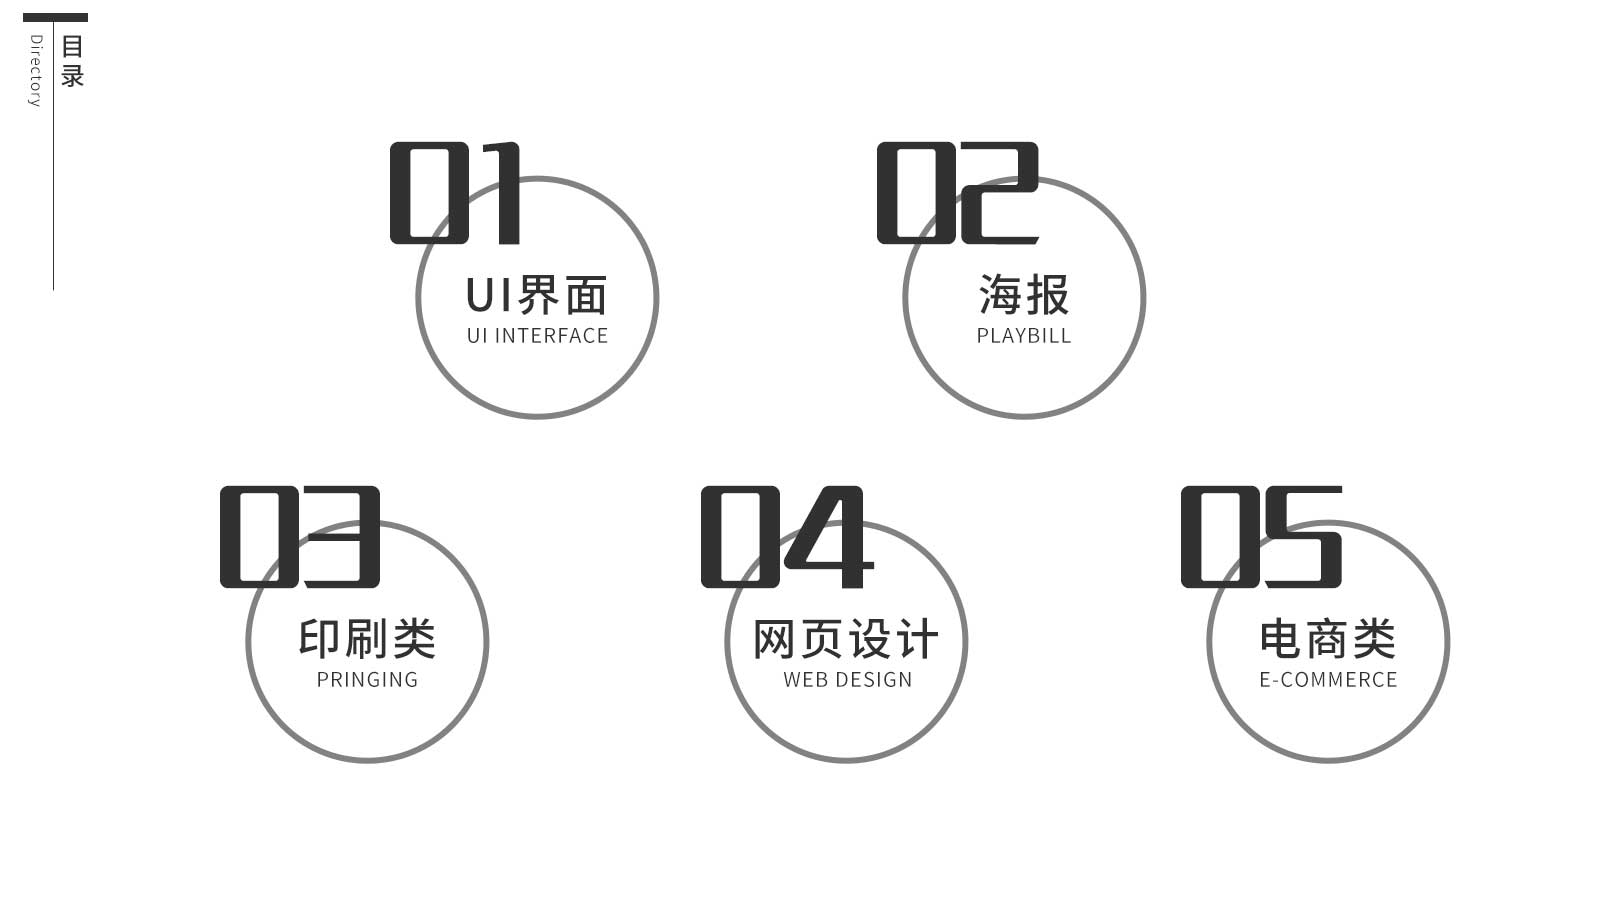 目录
Directory
01
UI界面
UI INTERFACE
02
海报
PLAYBILL
03
印刷类
PRINGING
04
网页设计
WEB DESIGN
05
电商类
E-COMMERCE